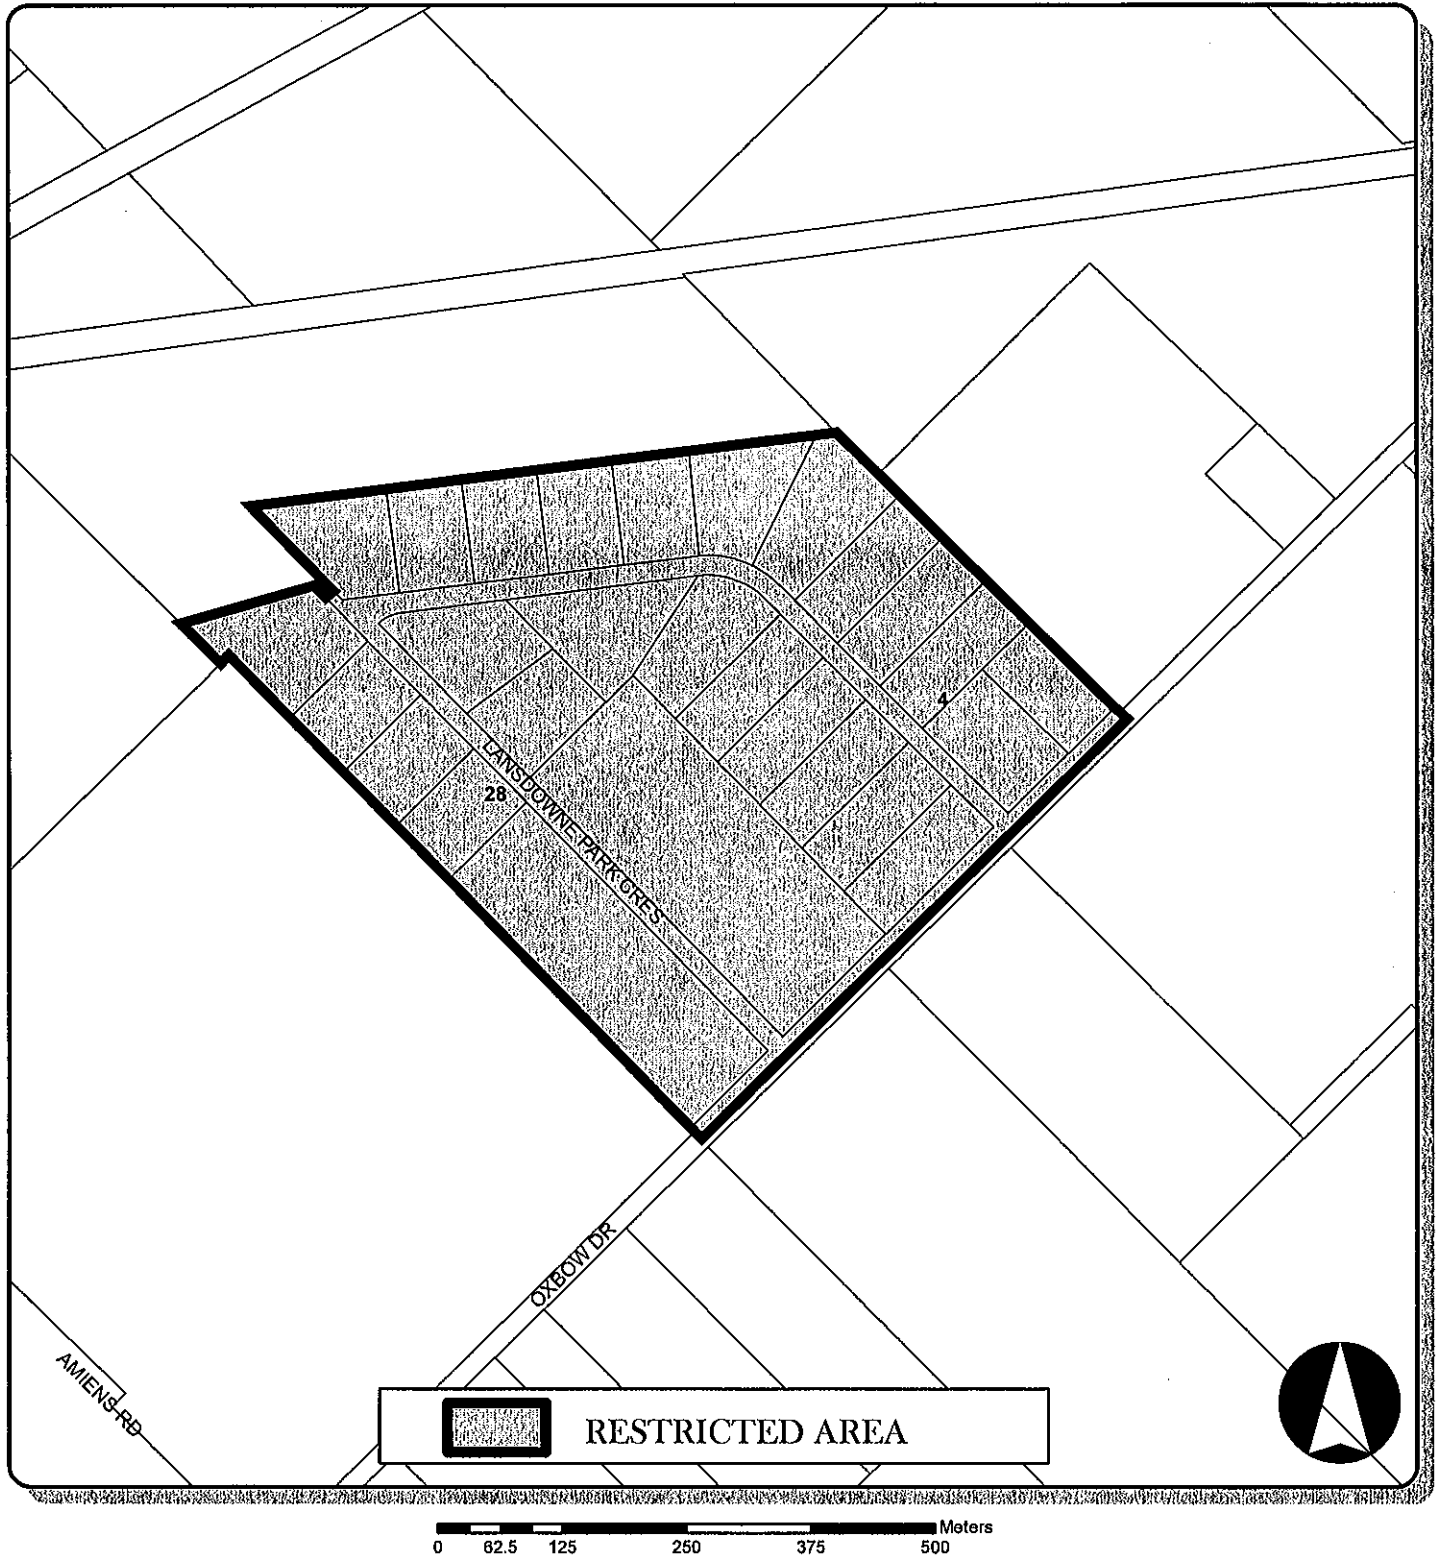 4
28
LANSDOWNE PARK CRES
OXBOW DR
AMIENS RD
RESTRICTED AREA
Meters
0 62.5 125 250 375 500